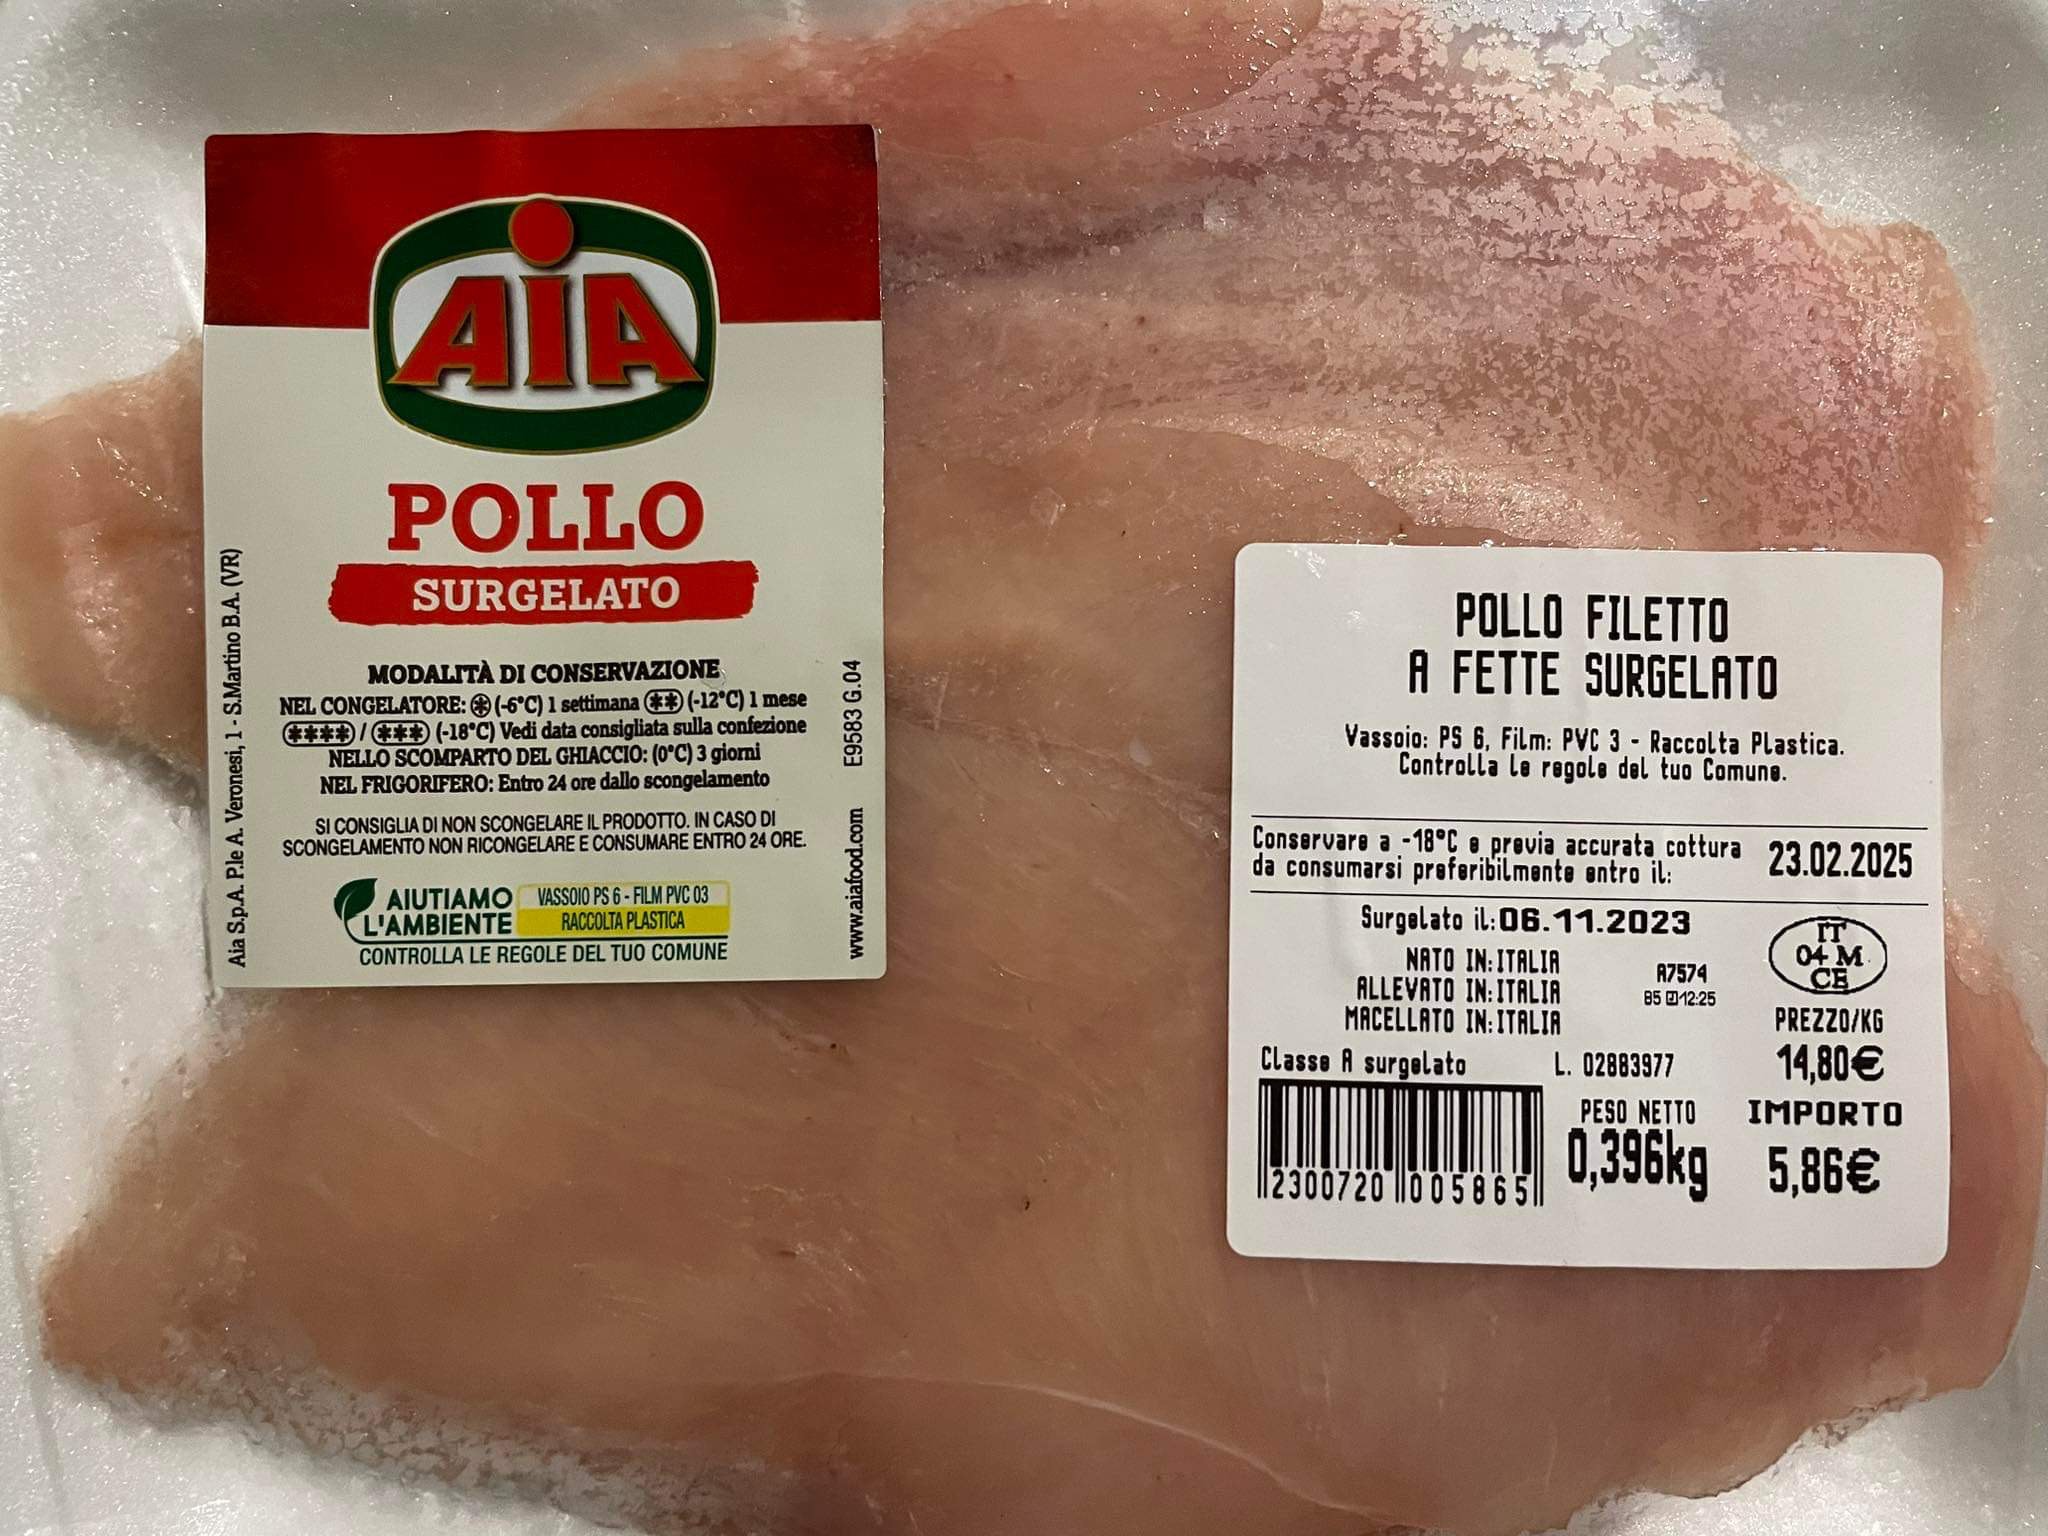 AIA
POLLO
SURGELATO
MODALITÀ DI CONSERVAZIONE
NEL CONGELATORE: (*) (-6°C) 1 settimana (**) (-12°C) 1 mese
(****) / (***) (-18°C) Vedi data consigliata sulla confezione
NELLO SCOMPARTO DEL GHIACCIO: (0°C) 3 giorni
NEL FRIGORIFERO: Entro 24 ore dallo scongelamento
SI CONSIGLIA DI NON SCONGELARE IL PRODOTTO. IN CASO DI
SCONGELAMENTO NON RICONGELARE E CONSUMARE ENTRO 24 ORE.
AIUTIAMO
L'AMBIENTE
VASSOIO PS 6 - FILM PVC 03
RACCOLTA PLASTICA
CONTROLLA LE REGOLE DEL TUO COMUNE
Aia S.p.A. P.le A. Veronesi, 1 - S.Martino B.A. (VR)
www.aiafood.com
E9583 G.04
POLLO FILETTO
A FETTE SURGELATO
Vassoio: PS 6, Film: PVC 3 - Raccolta Plastica.
Controlla le regole del tuo Comune.
Conservare a -18°C e previa accurata cottura
da consumarsi preferibilmente entro il:
23.02.2025
Surgelato il: 06.11.2023
NATO IN: ITALIA
ALLEVATO IN: ITALIA
MACELLATO IN: ITALIA
A7574
85 12:25
IT
04 M
CE
PREZZO/KG
14,80€
Classe A surgelato
L. 02883977
PESO NETTO
0,396kg
IMPORTO
5,86€
2300720 005865